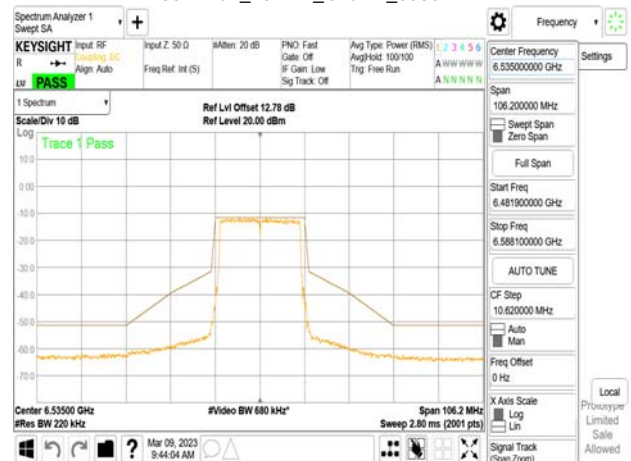 Spectrum Analyzer 1
Swept SA
Frequency
KEYSIGHT
R
LXI
PASS
Input: RF
Coupling: DC
Align: Auto
Input Z: 50 Ω
Freq Ref: Int (S)
#Atten: 20 dB
PNO: Fast
Gate: Off
IF Gain: Low
Sig Track: Off
Avg Type: Power (RMS)
Avg|Hold: 100/100
Trig: Free Run
1 2 3 4 5 6
A W W W W W
A N N N N N
1 Spectrum
Scale/Div 10 dB
Ref Lvl Offset 12.78 dB
Ref Level 20.00 dBm
Log
Trace 1 Pass
10.0
0.00
-10.0
-20.0
-30.0
-40.0
-50.0
-60.0
-70.0
Center 6.53500 GHz
#Res BW 220 kHz
#Video BW 680 kHz*
Span 106.2 MHz
Sweep 2.80 ms (2001 pts)
Mar 09, 2023
9:44:04 AM
Center Frequency
6.535000000 GHz
Settings
Span
106.200000 MHz
Swept Span
Zero Span
Full Span
Start Freq
6.481900000 GHz
Stop Freq
6.588100000 GHz
AUTO TUNE
CF Step
10.620000 MHz
Auto
Man
Freq Offset
0 Hz
X Axis Scale
Log
Lin
Signal Track
(Span Zoom)
Local
Prototype
Limited
Sale
Allowed